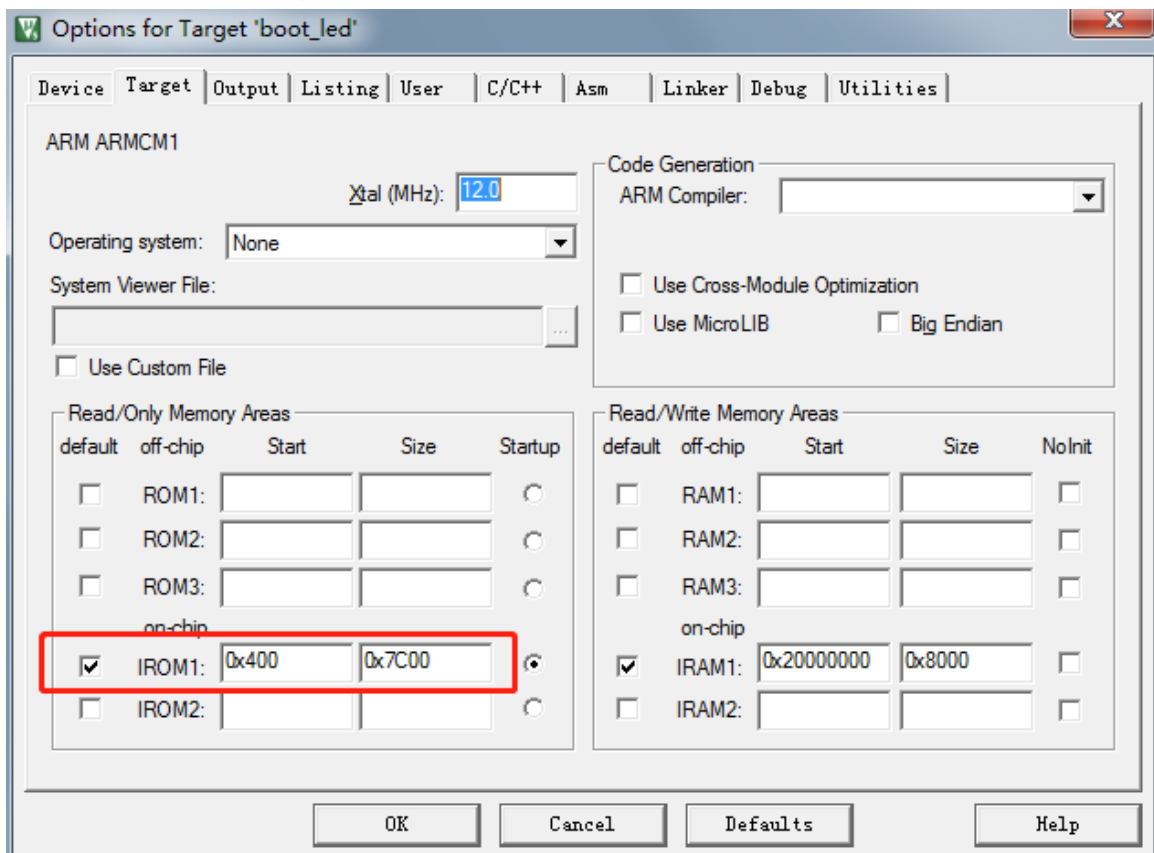 Options for Target 'boot_led'
Device Target Output Listing User C/C++ Asm Linker Debug Utilities
ARM ARMCM1
Xtal (MHz): 12.0
Operating system: None
System Viewer File:
...
Use Custom File
Code Generation
ARM Compiler:
Use Cross-Module Optimization
Use MicroLIB Big Endian
Read/Only Memory Areas
default off-chip Start Size Startup
ROM1:
ROM2:
ROM3:
on-chip
IROM1: 0x400 0x7C00
IROM2:
Read/Write Memory Areas
default off-chip Start Size NoInit
RAM1:
RAM2:
RAM3:
on-chip
IRAM1: 0x20000000 0x8000
IRAM2:
OK Cancel Defaults Help